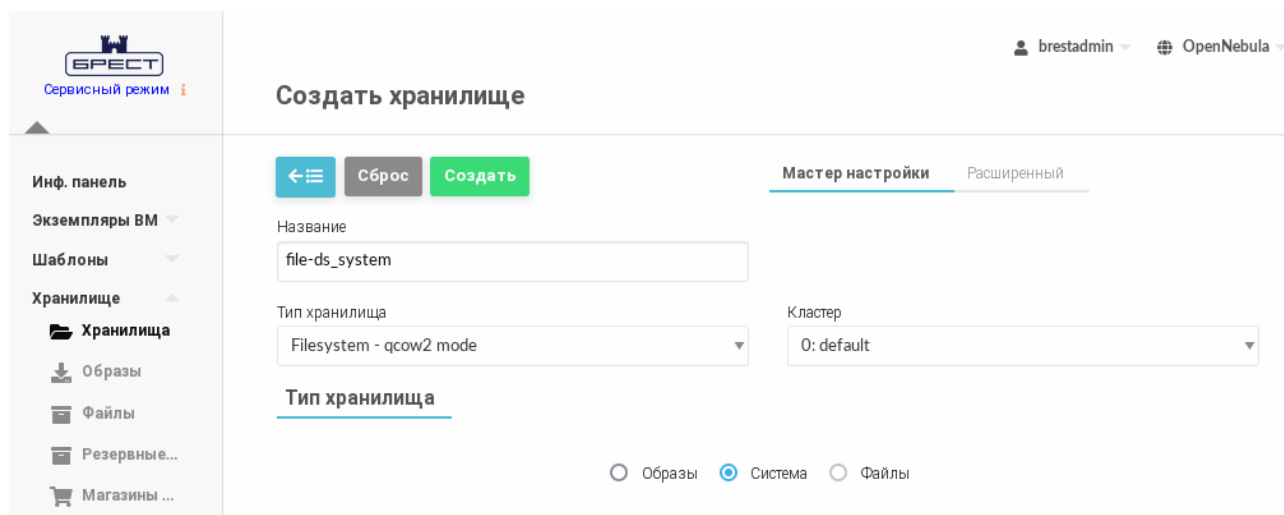 БРЕСТ
Сервисный режим i
brestadmin
OpenNebula
Создать хранилище
Инф. панель
Экземпляры ВМ
Шаблоны
Хранилище
Хранилища
Образы
Файлы
Резервные...
Магазины ...
Сброс
Создать
Мастер настройки
Расширенный
Название
file-ds_system
Тип хранилища
Filesystem - qcow2 mode
Кластер
0: default
Тип хранилища
Образы
Система
Файлы